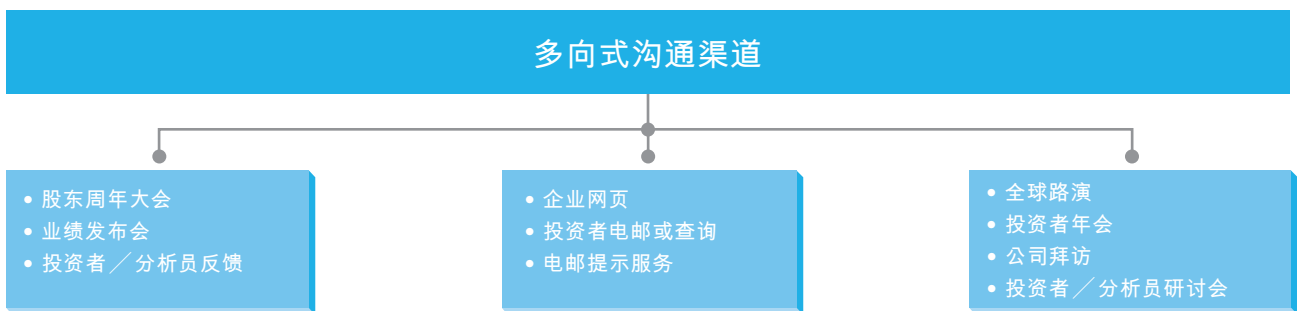 多向式沟通渠道
• 股东周年大会
• 业绩发布会
• 投资者／分析员反馈
• 企业网页
• 投资者电邮或查询
• 电邮提示服务
• 全球路演
• 投资者年会
• 公司拜访
• 投资者／分析员研讨会